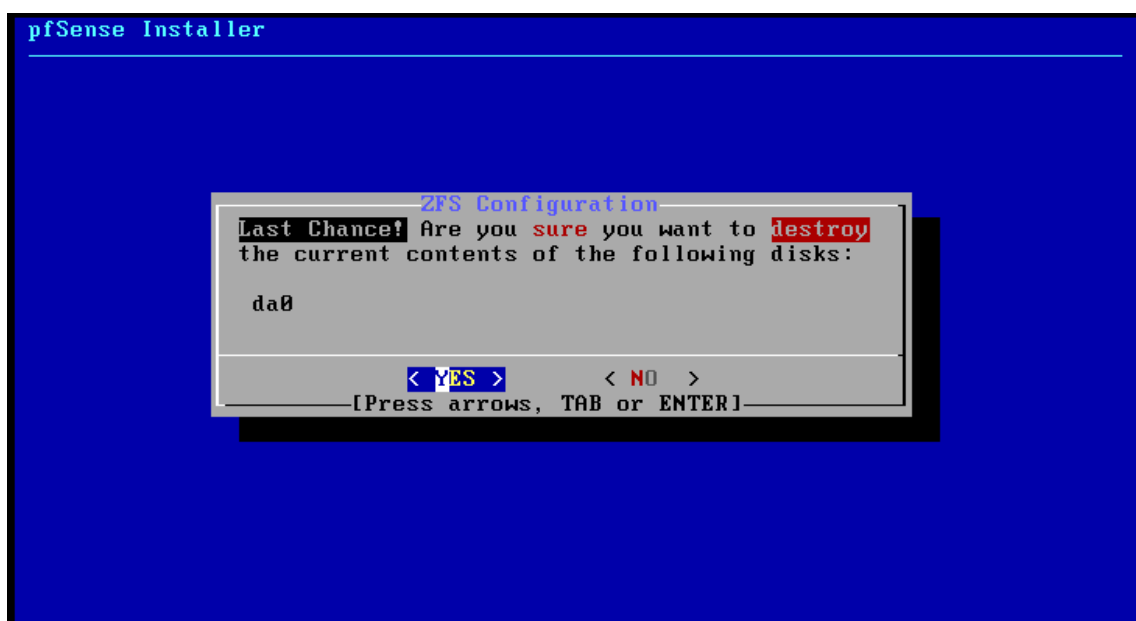 pfSense Installer
ZFS Configuration
Last Chance! Are you sure you want to destroy
the current contents of the following disks:
da0
< YES > < NO >
[Press arrows, TAB or ENTER]